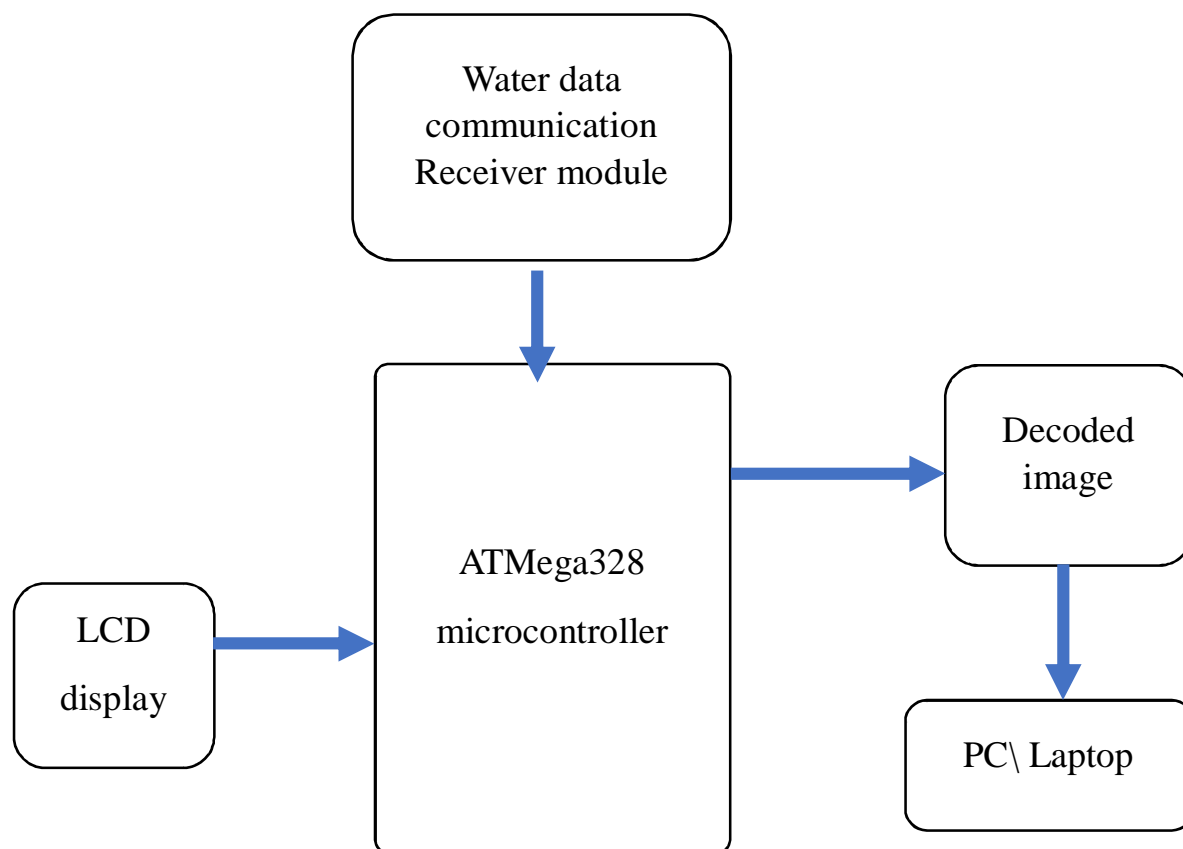 Water data
communication
Receiver module
Decoded
image
ATMega328
microcontroller
LCD
display
PC\ Laptop